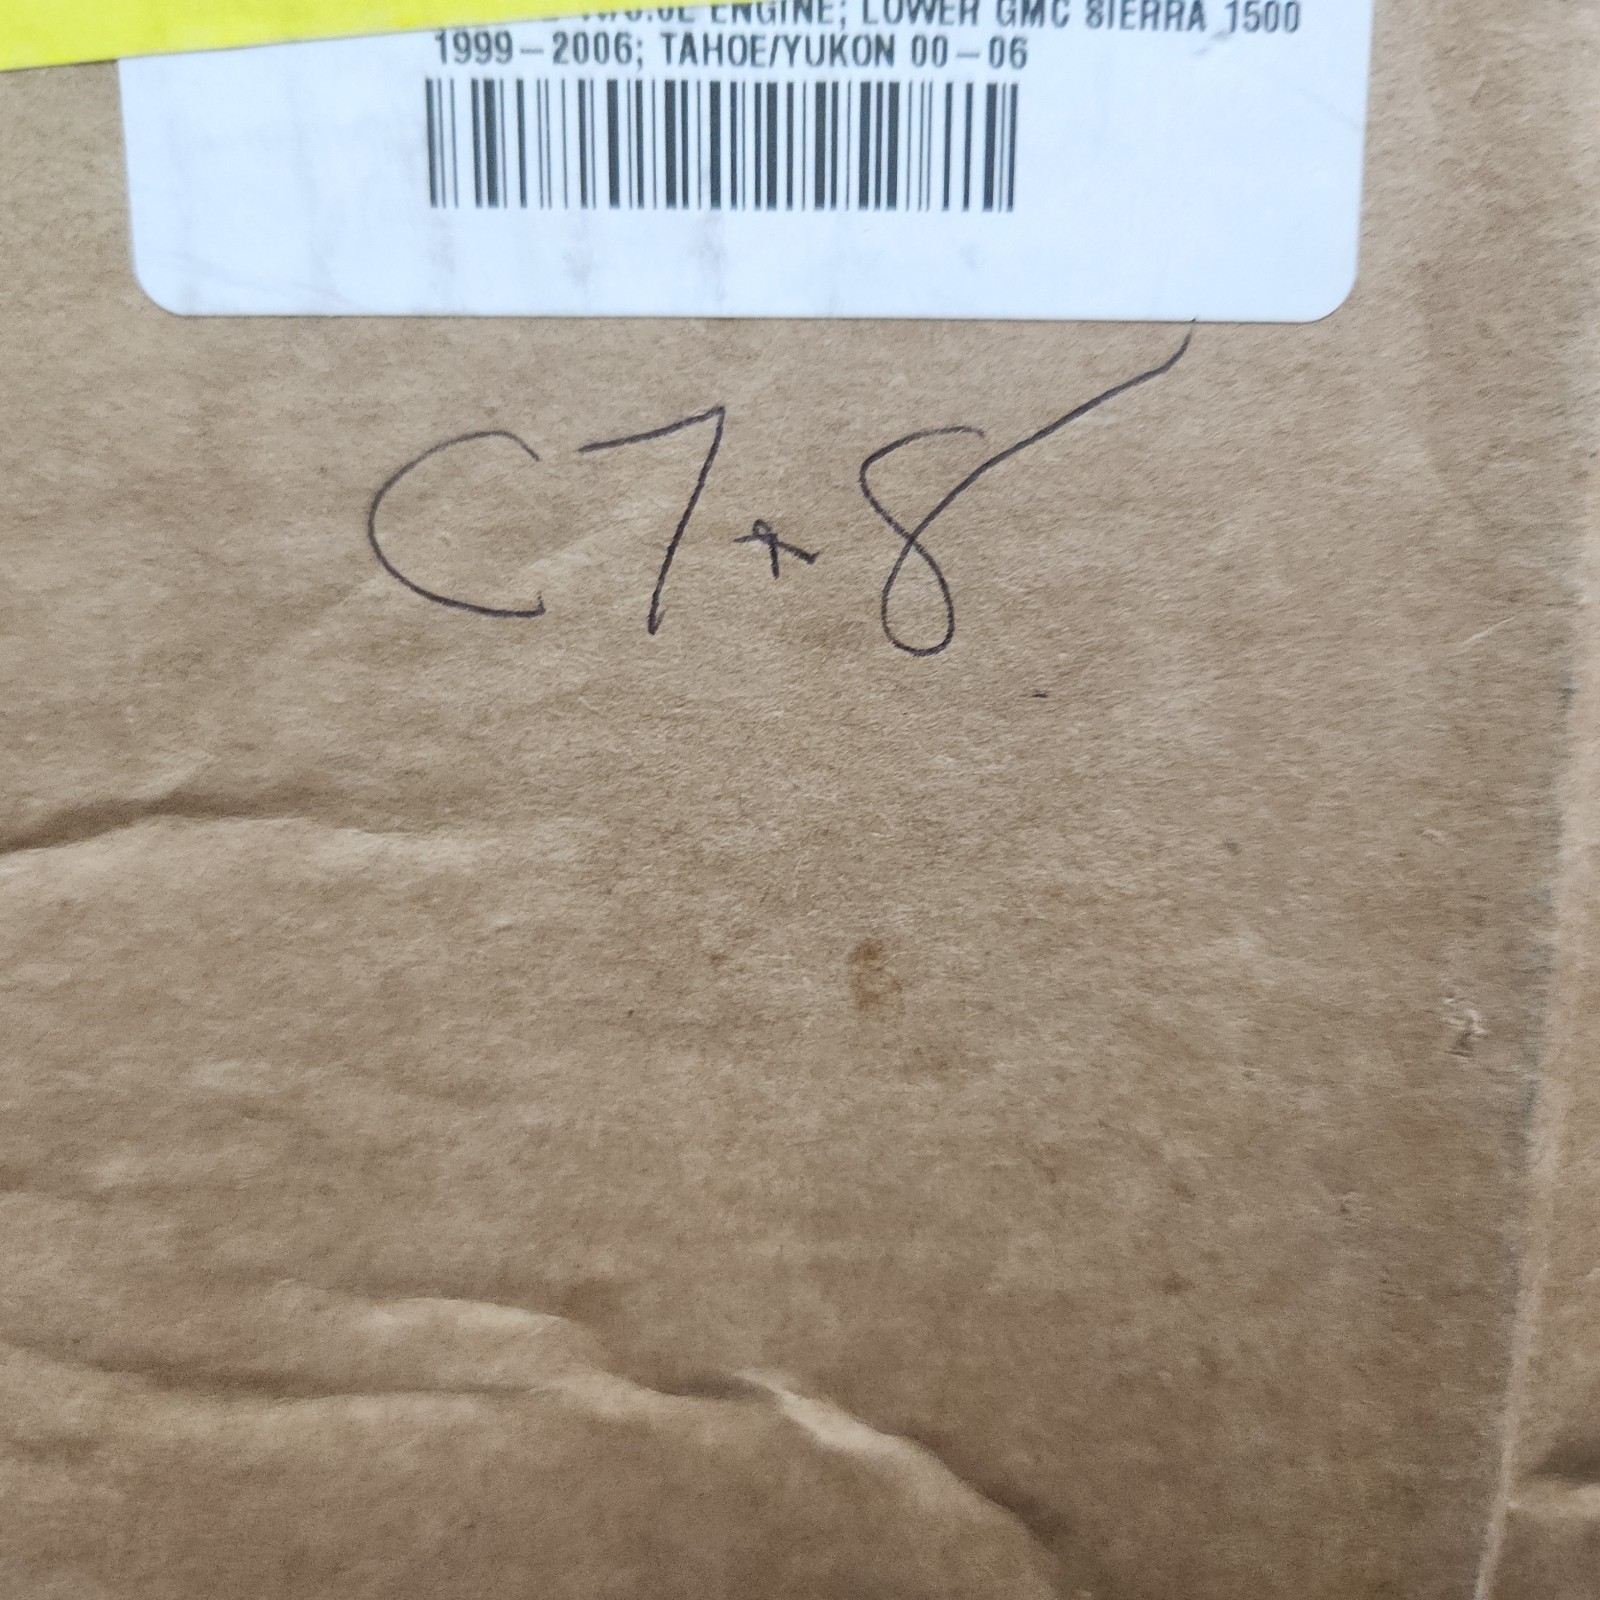 ENGINE; LOWER GMC SIERRA 1500
1999-2006; TAHOE/YUKON 00-06
C7*8